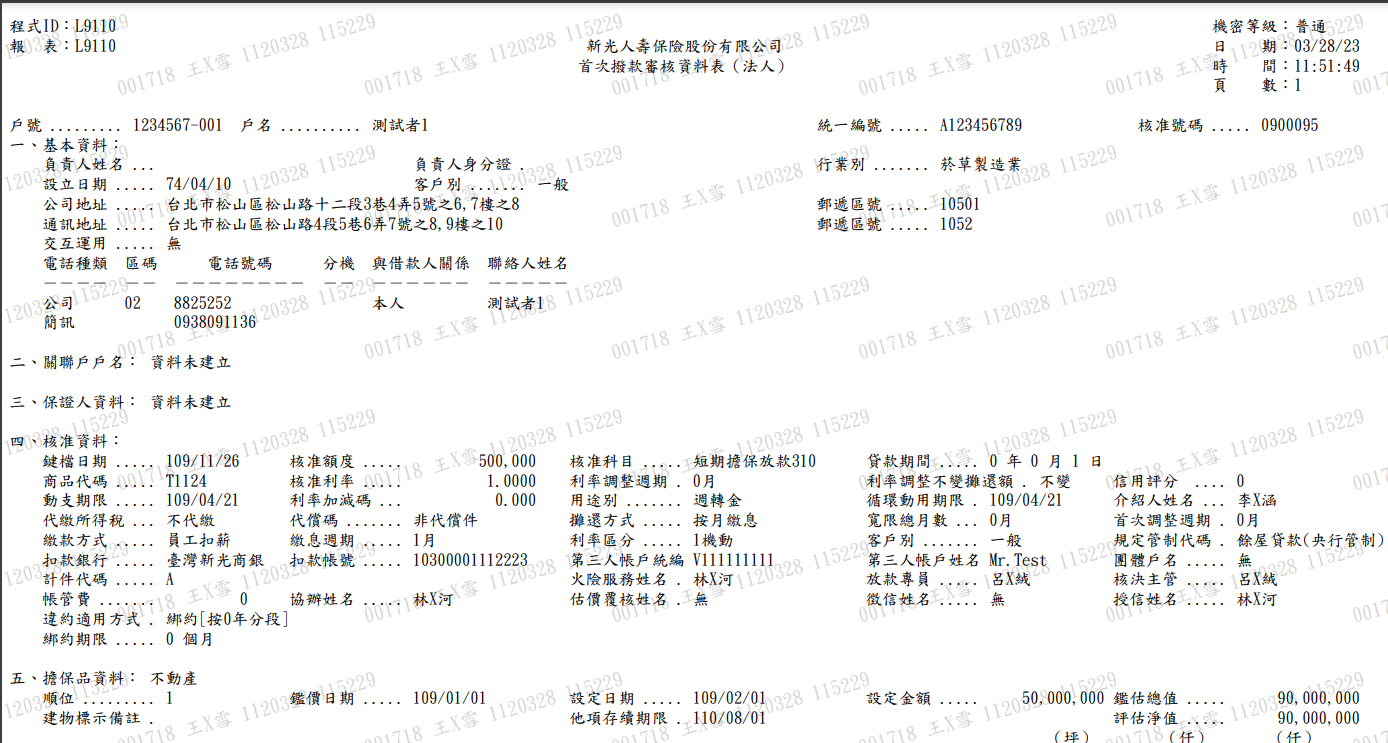 程式ID：L9110 機密等級：普通
報　表：L9110 新光人壽保險股份有限公司 日　　期：03/28/23
首次撥款審核資料表（法人） 時　　間：11:51:49
頁　　數：1
戶號 ......... 1234567-001 戶名 .......... 測試者1 統一編號 ..... A123456789 核准號碼 ..... 0900095
一、基本資料：
負責人姓名 ... 負責人身分證 . 行業別 ....... 菸草製造業
設立日期 ..... 74/04/10 客戶別 ....... 一般
公司地址 ..... 台北市松山區松山路十二段3巷4弄5號之6,7樓之8 郵遞區號 ..... 10501
通訊地址 ..... 台北市松山區松山路4段5巷6弄7號之8,9樓之10 郵遞區號 ..... 1052
交互運用 ..... 無
電話種類 區碼 電話號碼 分機 與借款人關係 聯絡人姓名
－－－－ －－ －－－－－－－－ －－ －－－－－－ －－－－－
公司 02 8825252 本人 測試者1
簡訊 0938091136
二、關聯戶戶名： 資料未建立
三、保證人資料： 資料未建立
四、核准資料：
鍵檔日期 ..... 109/11/26 核准額度 ..... 500,000 核准科目 ..... 短期擔保放款310 貸款期間 ..... 0 年 0 月 1 日
商品代碼 ..... T1124 核准利率 ..... 1.0000 利率調整週期 . 0月 利率調整不變攤還額 . 不變 信用評分 .... 0
動支期限 ..... 109/04/21 利率加減碼 ... 0.000 用途別 ....... 週轉金 循環動用期限 . 109/04/21 介紹人姓名 ... 李X涵
代繳所得稅 ... 不代繳 代償碼 ....... 非代償件 攤還方式 ..... 按月繳息 寬限總月數 ... 0月 首次調整週期 . 0月
繳款方式 ..... 員工扣薪 繳息週期 ..... 1月 利率區分 ..... 1機動 客戶別 ....... 一般 規定管制代碼 . 餘屋貸款(央行管制)
扣款銀行 ..... 臺灣新光商銀 扣款帳號 ..... 10300001112223 第三人帳戶統編 V111111111 第三人帳戶姓名 Mr.Test 團體戶名 ..... 無
計件代碼 ..... A 火險服務姓名 . 林X河 放款專員 ..... 呂X絨 核決主管 ..... 呂X絨
帳管費 ....... 0 協辦姓名 ..... 林X河 估價覆核姓名 . 無 徵信姓名 ..... 無 授信姓名 ..... 林X河
違約適用方式 . 綁約[按0年分段]
綁約期限 ..... 0 個月
五、擔保品資料： 不動產
順位 ......... 1 鑑價日期 ..... 109/01/01 設定日期 ..... 109/02/01 設定金額 ..... 50,000,000 鑑估總值 ..... 90,000,000
建物標示備註 . 他項存續期限 . 110/08/01 評估淨值 ..... 90,000,000
（坪） （仟） （仟）
001718 王X雪 1120328 115229